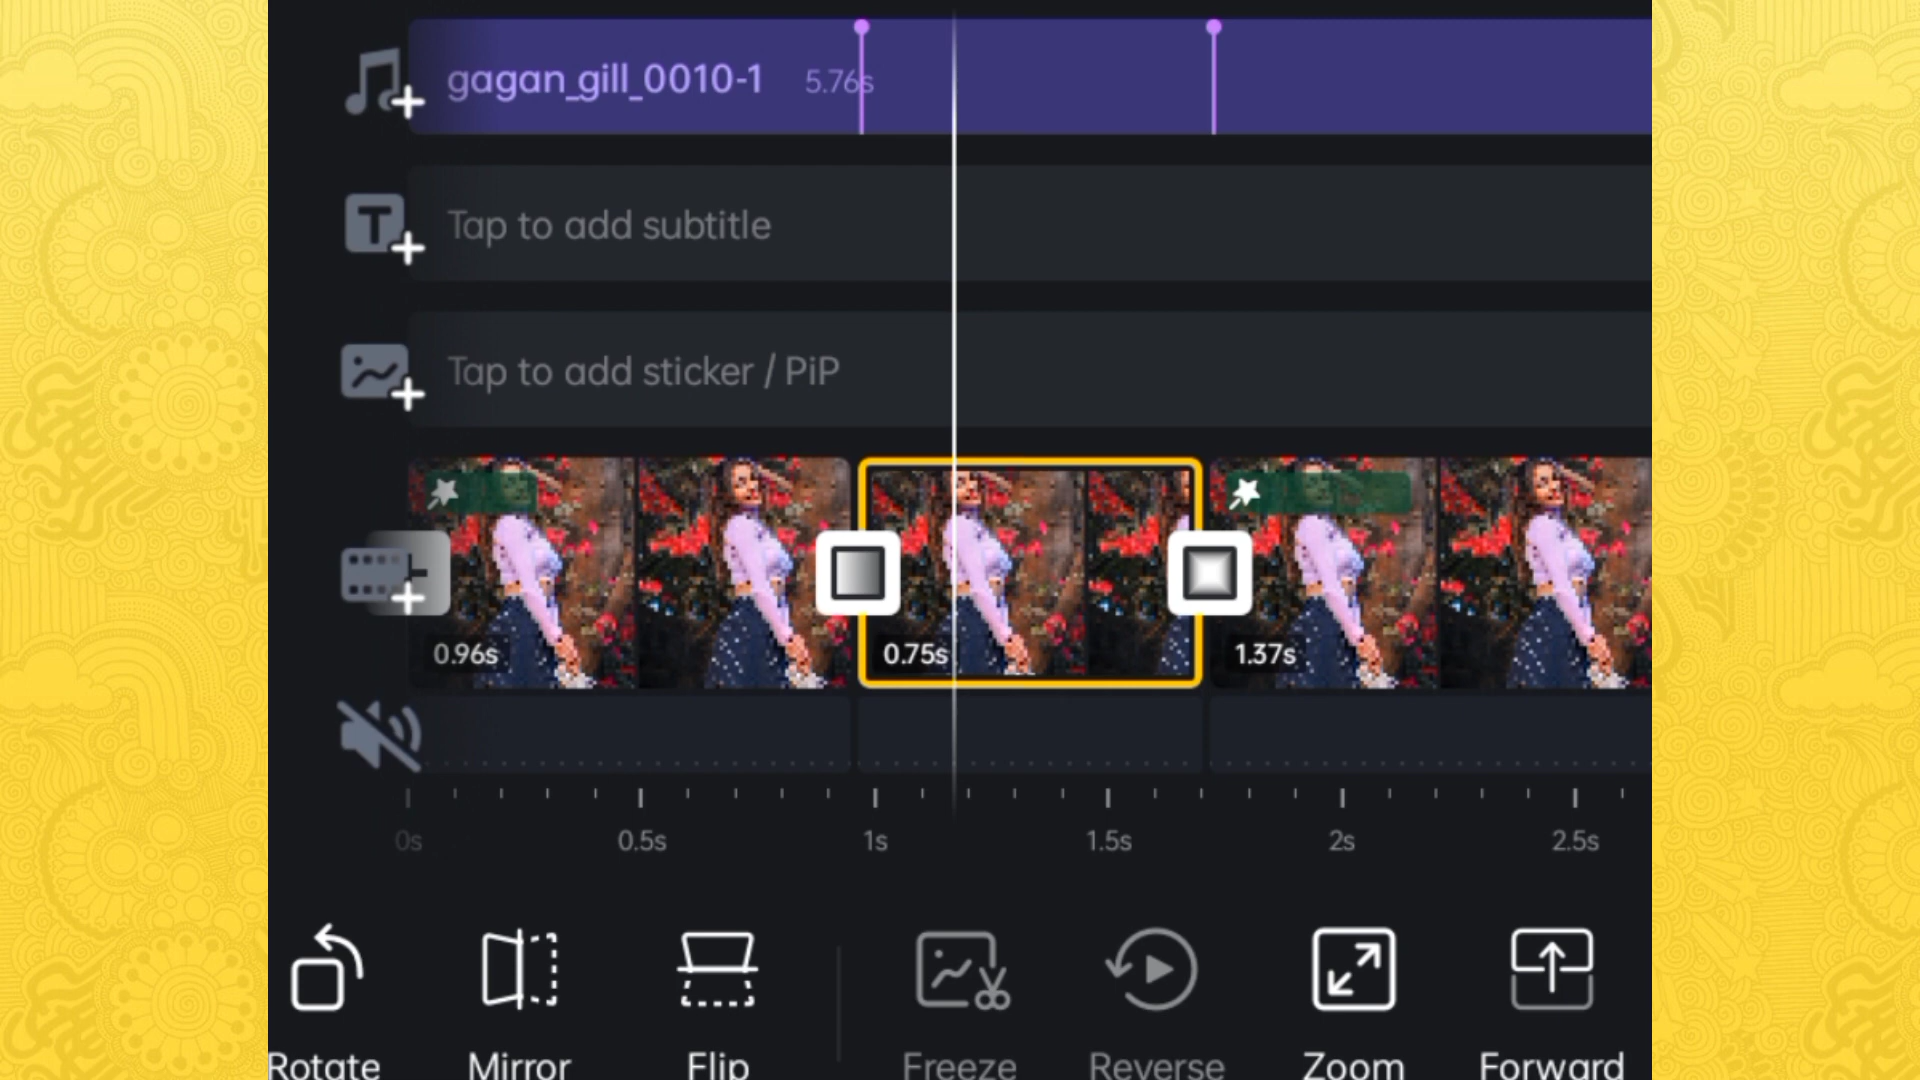 gagan_gill_0010-1 5.76s
Tap to add subtitle
Tap to add sticker / PiP
0.96s 0.75s 1.37s
0s 0.5s 1s 1.5s 2s 2.5s
Rotate Mirror Flip Freeze Reverse Zoom Forward